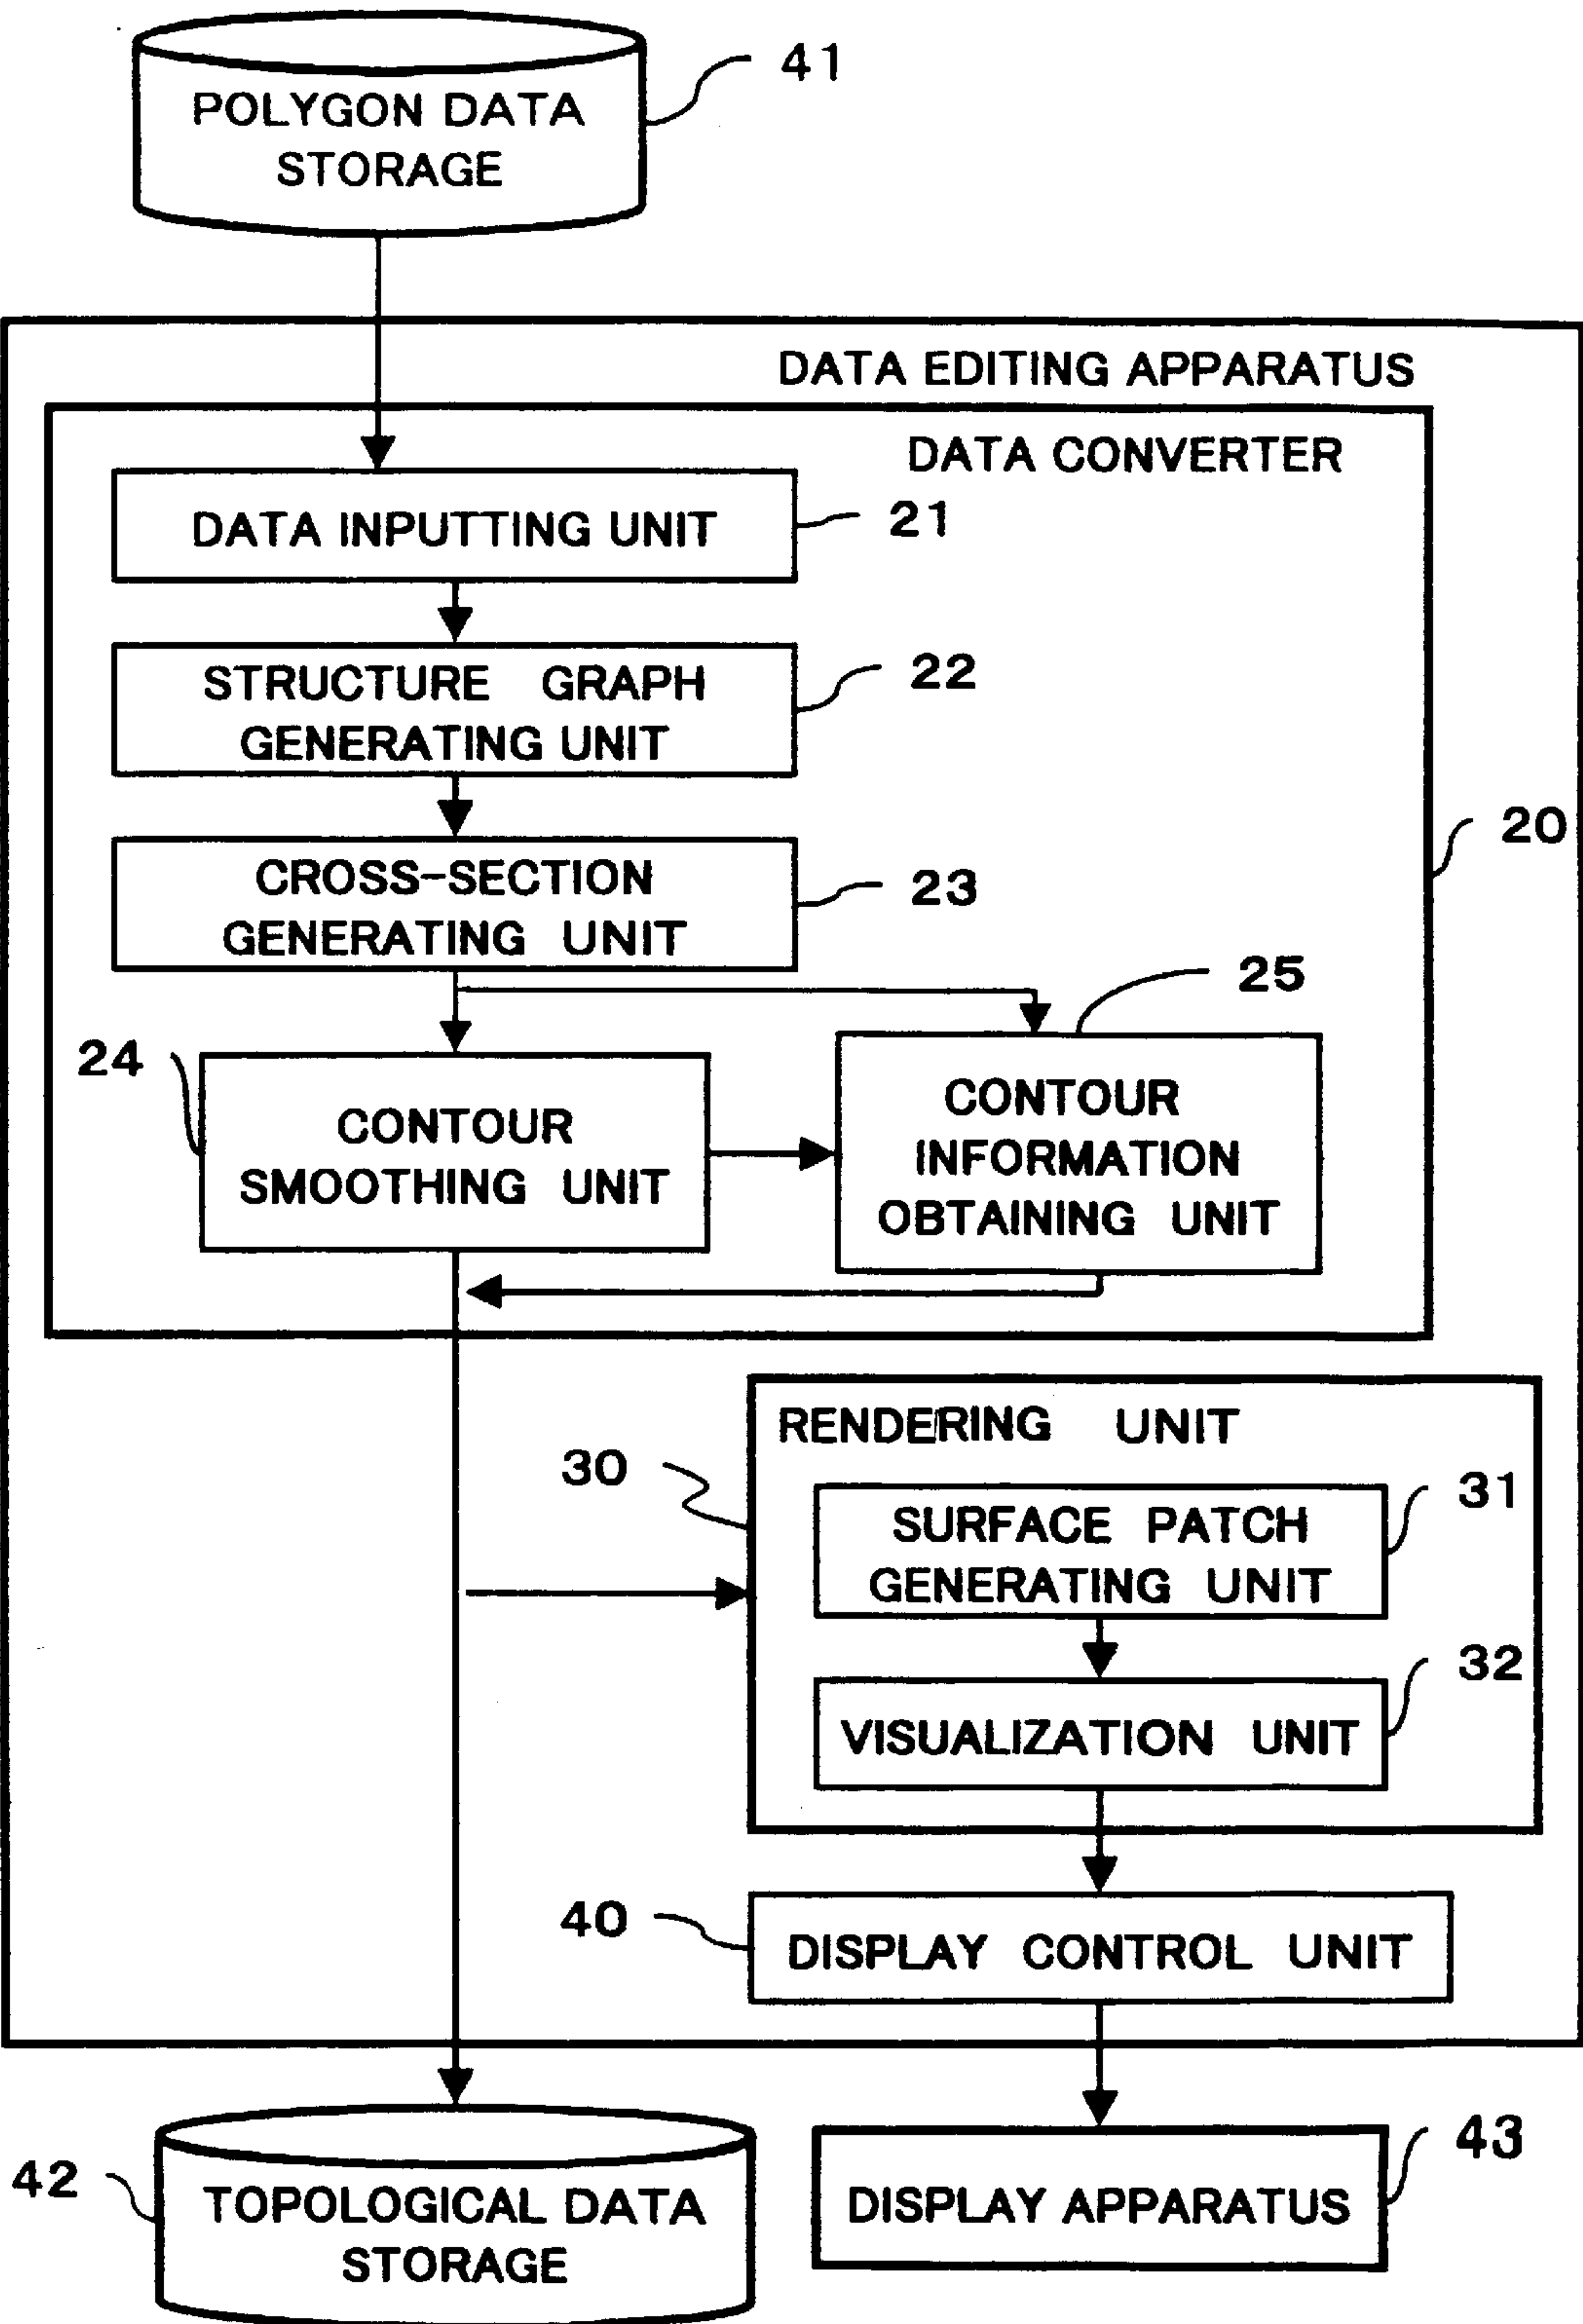 41
POLYGON DATA
STORAGE
DATA EDITING APPARATUS
DATA CONVERTER
DATA INPUTTING UNIT
21
STRUCTURE GRAPH
GENERATING UNIT
22
20
CROSS-SECTION
GENERATING UNIT
23
25
24
CONTOUR
SMOOTHING UNIT
CONTOUR
INFORMATION
OBTAINING UNIT
RENDERING UNIT
30
31
SURFACE PATCH
GENERATING UNIT
32
VISUALIZATION UNIT
40
DISPLAY CONTROL UNIT
42
TOPOLOGICAL DATA
STORAGE
43
DISPLAY APPARATUS